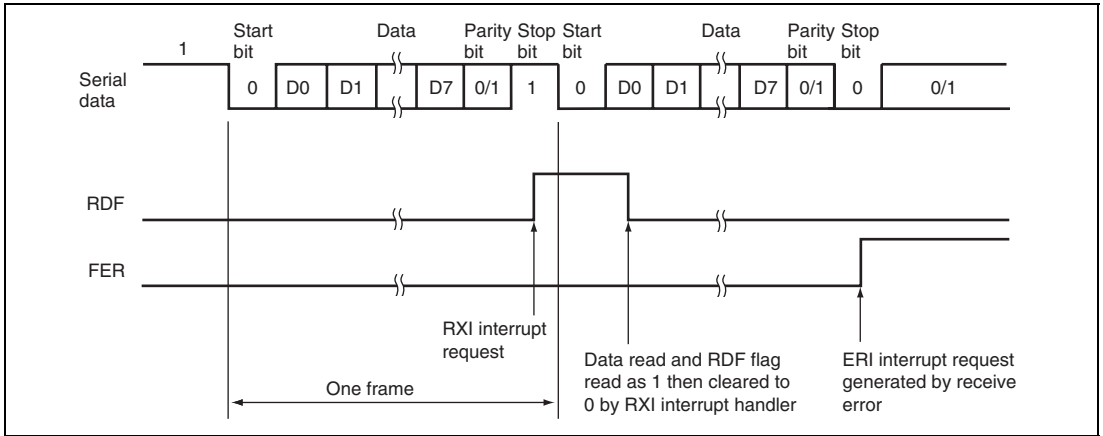 Start Data Parity Stop Start Data Parity Stop
1 bit bit bit bit bit bit
Serial data
0 D0 D1 D7 0/1 1 0 D0 D1 D7 0/1 0 0/1
RDF
FER
RXI interrupt
request
Data read and RDF flag
read as 1 then cleared to
0 by RXI interrupt handler
ERI interrupt request
generated by receive
error
One frame